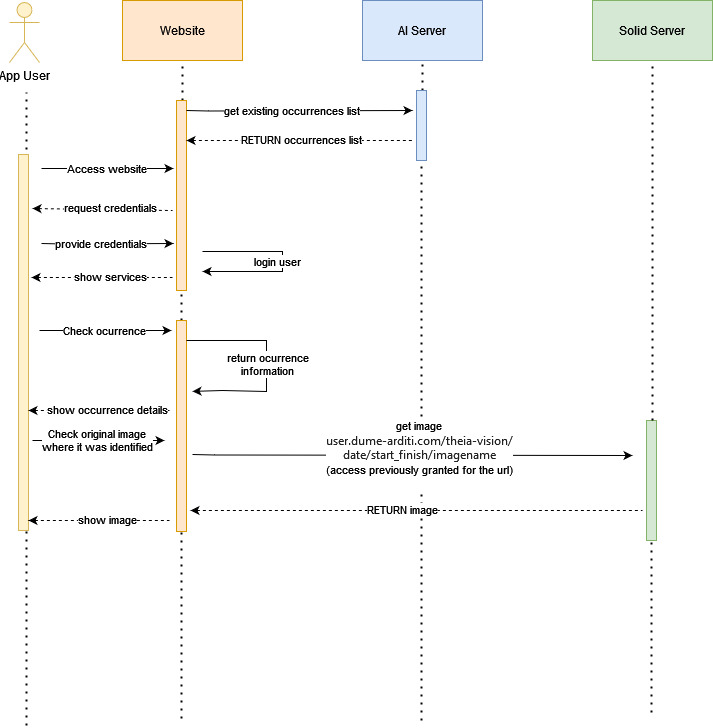 App User
Website
AI Server
Solid Server
get existing occurrences list
RETURN occurrences list
Access website
request credentials
provide credentials
login user
show services
Check ocurrence
return ocurrence
information
show occurrence details
Check original image
where it was identified
get image
user.dume-arditi.com/theia-vision/
date/start_finish/imagename
(access previously granted for the url)
RETURN image
show image